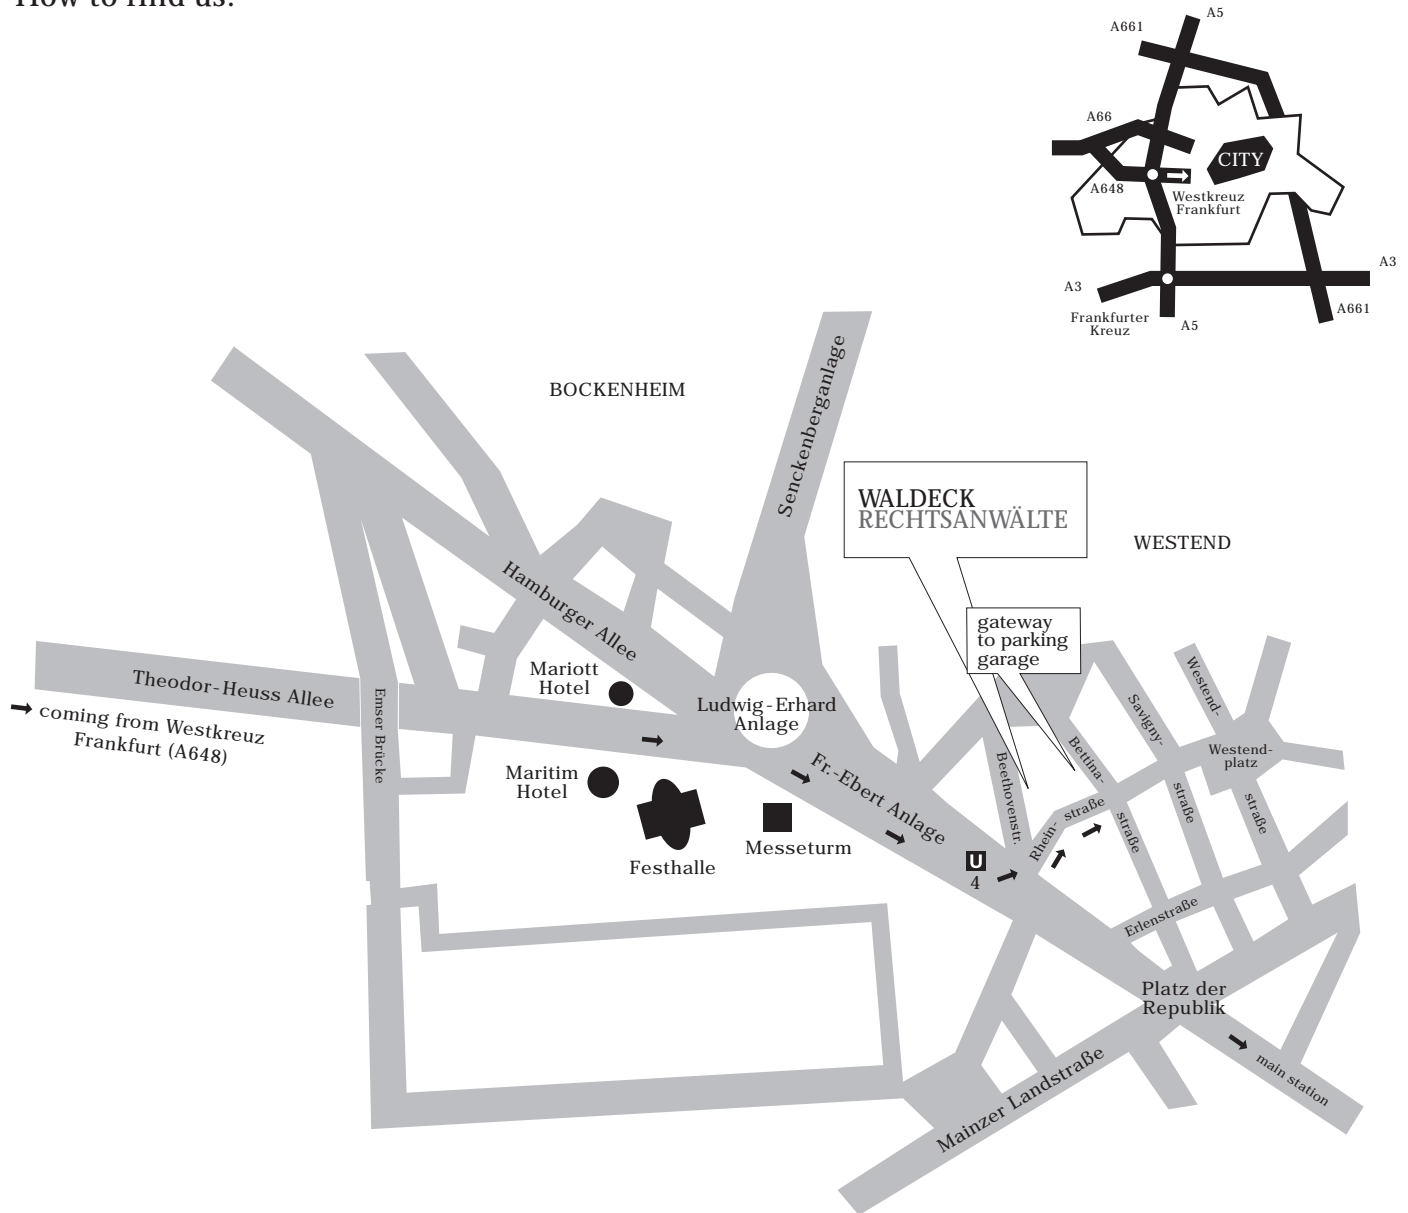 How to find us:
A5
A661
A66
CITY
A648
Westkreuz
Frankfurt
A3
A3
A661
Frankfurter
Kreuz
A5
BOCKENHEIM
Senckenberganlage
WALDECK
RECHTSANWÄLTE
WESTEND
Hamburger Allee
gateway
to parking
garage
Mariott
Hotel
Theodor-Heuss Allee
Emser Brücke
coming from Westkreuz
Frankfurt (A648)
Ludwig-Erhard
Anlage
Savigny-
straße
Westend-
straße
Westend-
platz
Bettina-
straße
Beethovenstr.
Rhein-
straße
Fr.-Ebert Anlage
Maritim
Hotel
Festhalle
Messeturm
U
4
Erlenstraße
Platz der
Republik
Mainzer Landstraße
main station